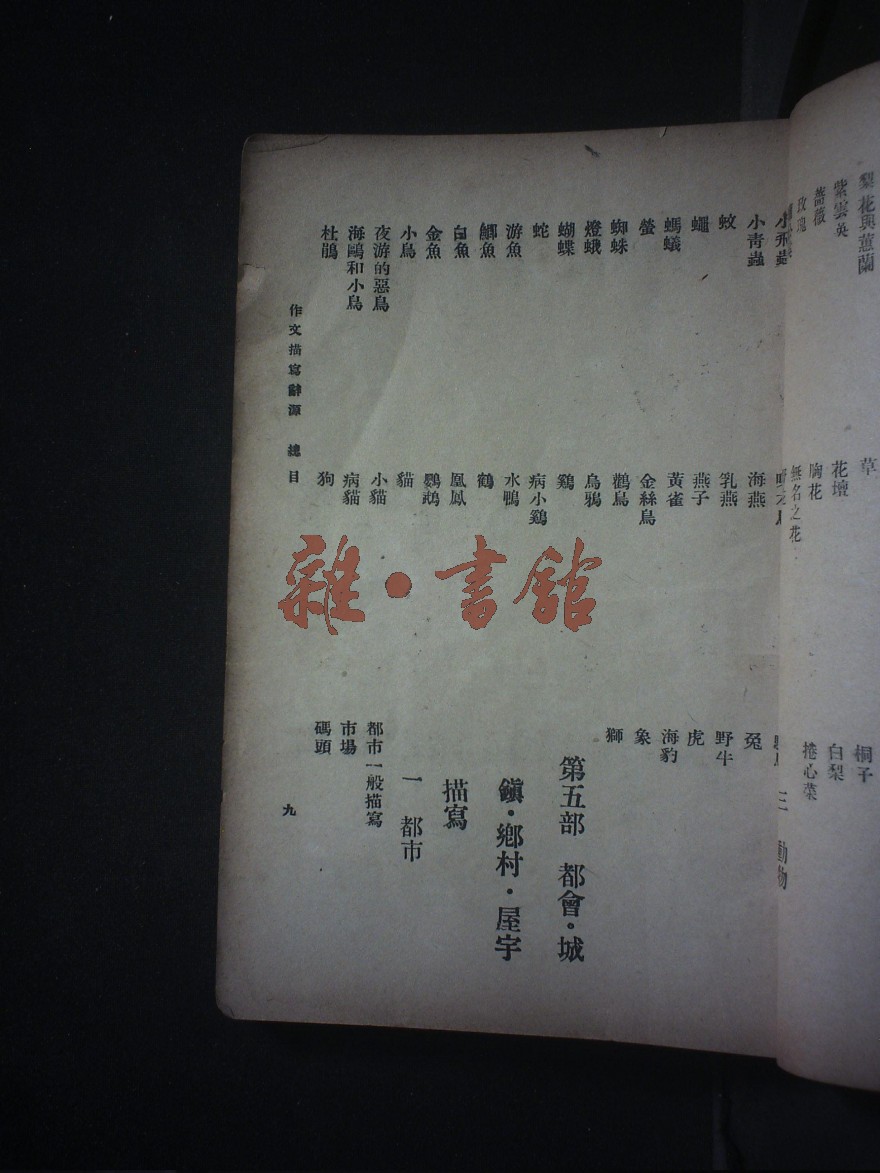 梨花與蕙蘭
紫雲英
薔薇
玫瑰
草
花壇
胸花
無名之花
桐子
白梨
捲心菜
三　動物
小飛蟲
小青蟲
蚊
蠅
螞蟻
螢
蜘蛛
燈蛾
蝴蝶
蛇
游魚
鯽魚
白魚
金魚
小鳥
夜游的惡鳥
海鷗和小鳥
杜鵑
海燕
乳燕
燕子
黃雀
金絲鳥
鸛鳥
烏鴉
鷄
病小鷄
水鴨
鶴
凰鳳
鸚鵡
貓
小貓
病貓
狗
兔
野牛
虎
海豹
象
獅
第五部　都會·城
鎭·鄉村·屋宇
描寫
一　都市
都市一般描寫
市場
碼頭
作文描寫辭源　總目
九
雜·書館